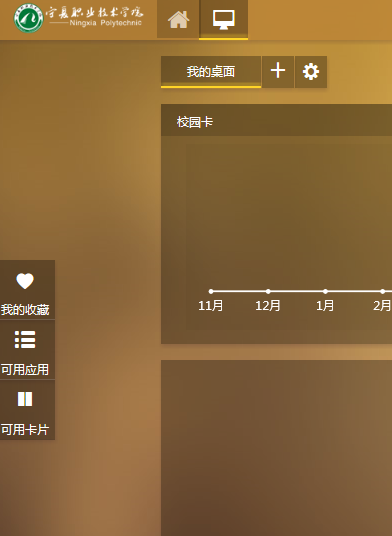 宁夏职业技术学院
Ningxia Polytechnic
我的桌面
校园卡
11月 12月 1月 2月
我的收藏
可用应用
可用卡片